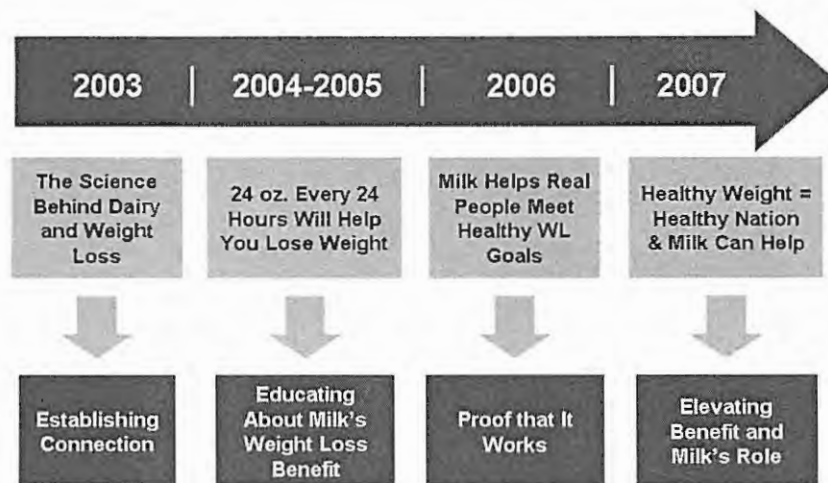 2003 | 2004-2005 | 2006 | 2007
The Science
Behind Dairy
and Weight
Loss
24 oz. Every 24
Hours Will Help
You Lose Weight
Milk Helps Real
People Meet
Healthy WL
Goals
Healthy Weight =
Healthy Nation
& Milk Can Help
Establishing
Connection
Educating
About Milk's
Weight Loss
Benefit
Proof that It
Works
Elevating
Benefit and
Milk's Role